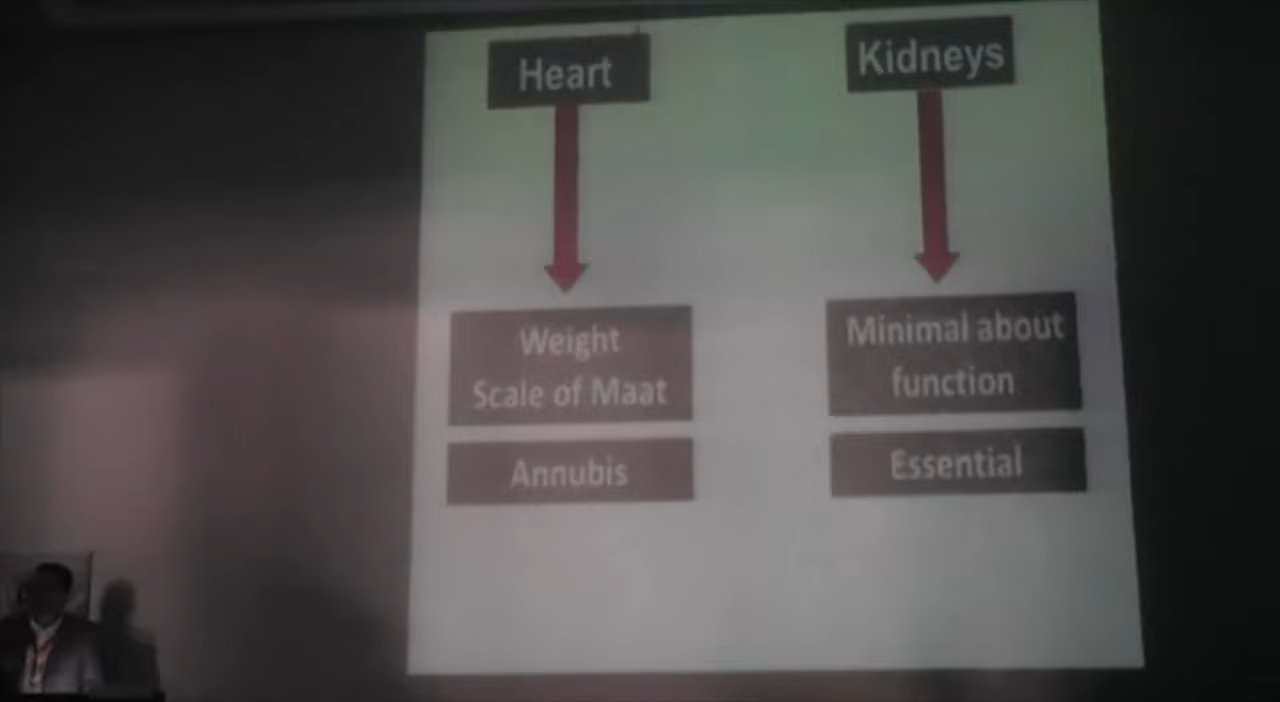 Heart
Kidneys
Weight
Scale of Maat
Annubis
Minimal about
function
Essential